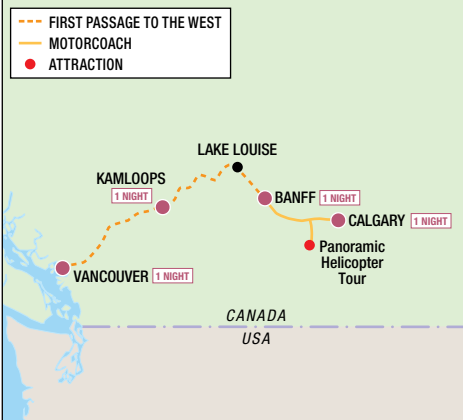 FIRST PASSAGE TO THE WEST
MOTORCOACH
ATTRACTION
LAKE LOUISE
KAMLOOPS
1 NIGHT
BANFF 1 NIGHT
CALGARY 1 NIGHT
Panoramic
Helicopter
Tour
VANCOUVER 1 NIGHT
CANADA
USA